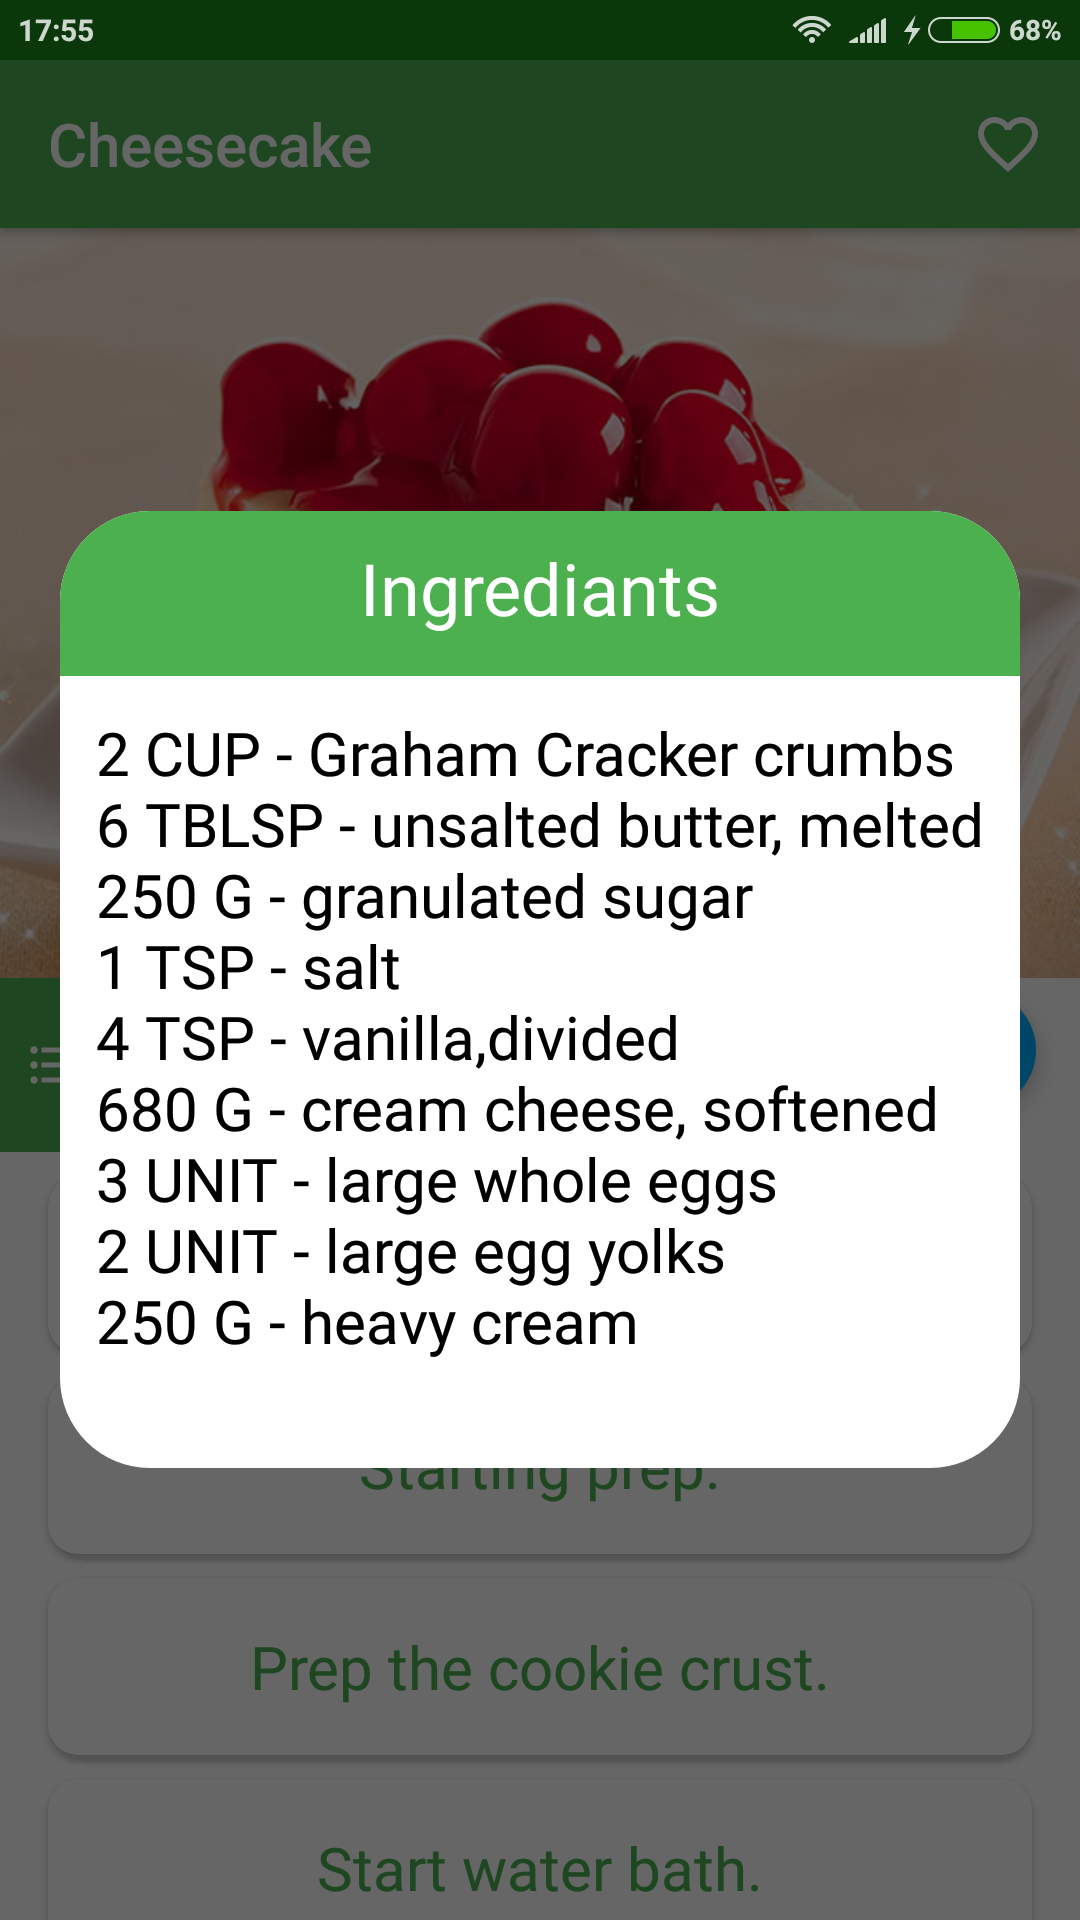 17:55
68%
Cheesecake
Ingrediants
2 CUP - Graham Cracker crumbs
6 TBLSP - unsalted butter, melted
250 G - granulated sugar
1 TSP - salt
4 TSP - vanilla,divided
680 G - cream cheese, softened
3 UNIT - large whole eggs
2 UNIT - large egg yolks
250 G - heavy cream
Starting prep.
Prep the cookie crust.
Start water bath.